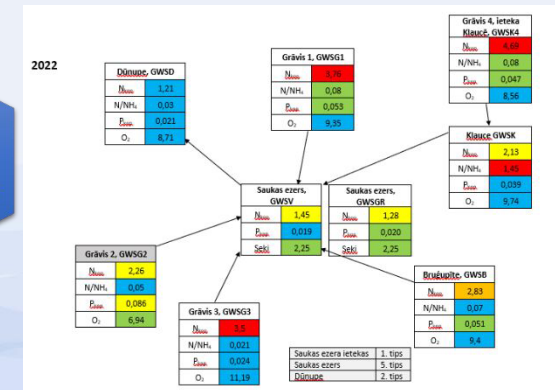 2022
Dūnupe, GWSD
Nkop. 1,21
N/NH₄ 0,03
Pkop. 0,021
O₂ 8,71
Grāvis 1, GWSG1
Nkop. 3,76
N/NH₄ 0,08
Pkop. 0,053
O₂ 9,35
Grāvis 4, ieteka
Klaucē, GWSK4
Nkop. 4,69
N/NH₄ 0,08
Pkop. 0,047
O₂ 8,56
Klauce GWSK
Nkop. 2,13
N/NH₄ 1,45
Pkop. 0,039
O₂ 9,74
Saukas ezers,
GWSV
Nkop. 1,45
Pkop. 0,019
Seki 2,25
Saukas ezers,
GWSGR
Nkop. 1,28
Pkop. 0,020
Seki 2,25
Grāvis 2, GWSG2
Nkop. 2,26
N/NH₄ 0,05
Pkop. 0,086
O₂ 6,94
Grāvis 3, GWSG3
Nkop. 3,5
N/NH₄ 0,021
Pkop. 0,024
O₂ 11,19
Bruģupīte, GWSB
Nkop. 2,83
N/NH₄ 0,07
Pkop. 0,051
O₂ 9,4
Saukas ezera ietekas 1. tips
Saukas ezers 5. tips
Dūnupe 2. tips